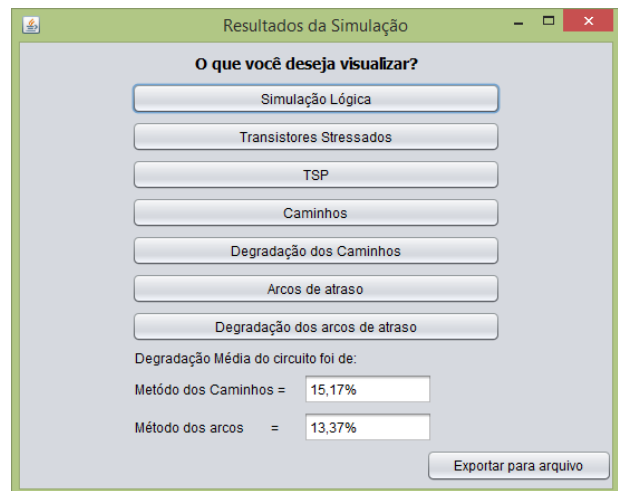 Resultados da Simulação
O que você deseja visualizar?
Simulação Lógica
Transistores Stressados
TSP
Caminhos
Degradação dos Caminhos
Arcos de atraso
Degradação dos arcos de atraso
Degradação Média do circuito foi de:
Metódo dos Caminhos = 15,17%
Método dos arcos = 13,37%
Exportar para arquivo